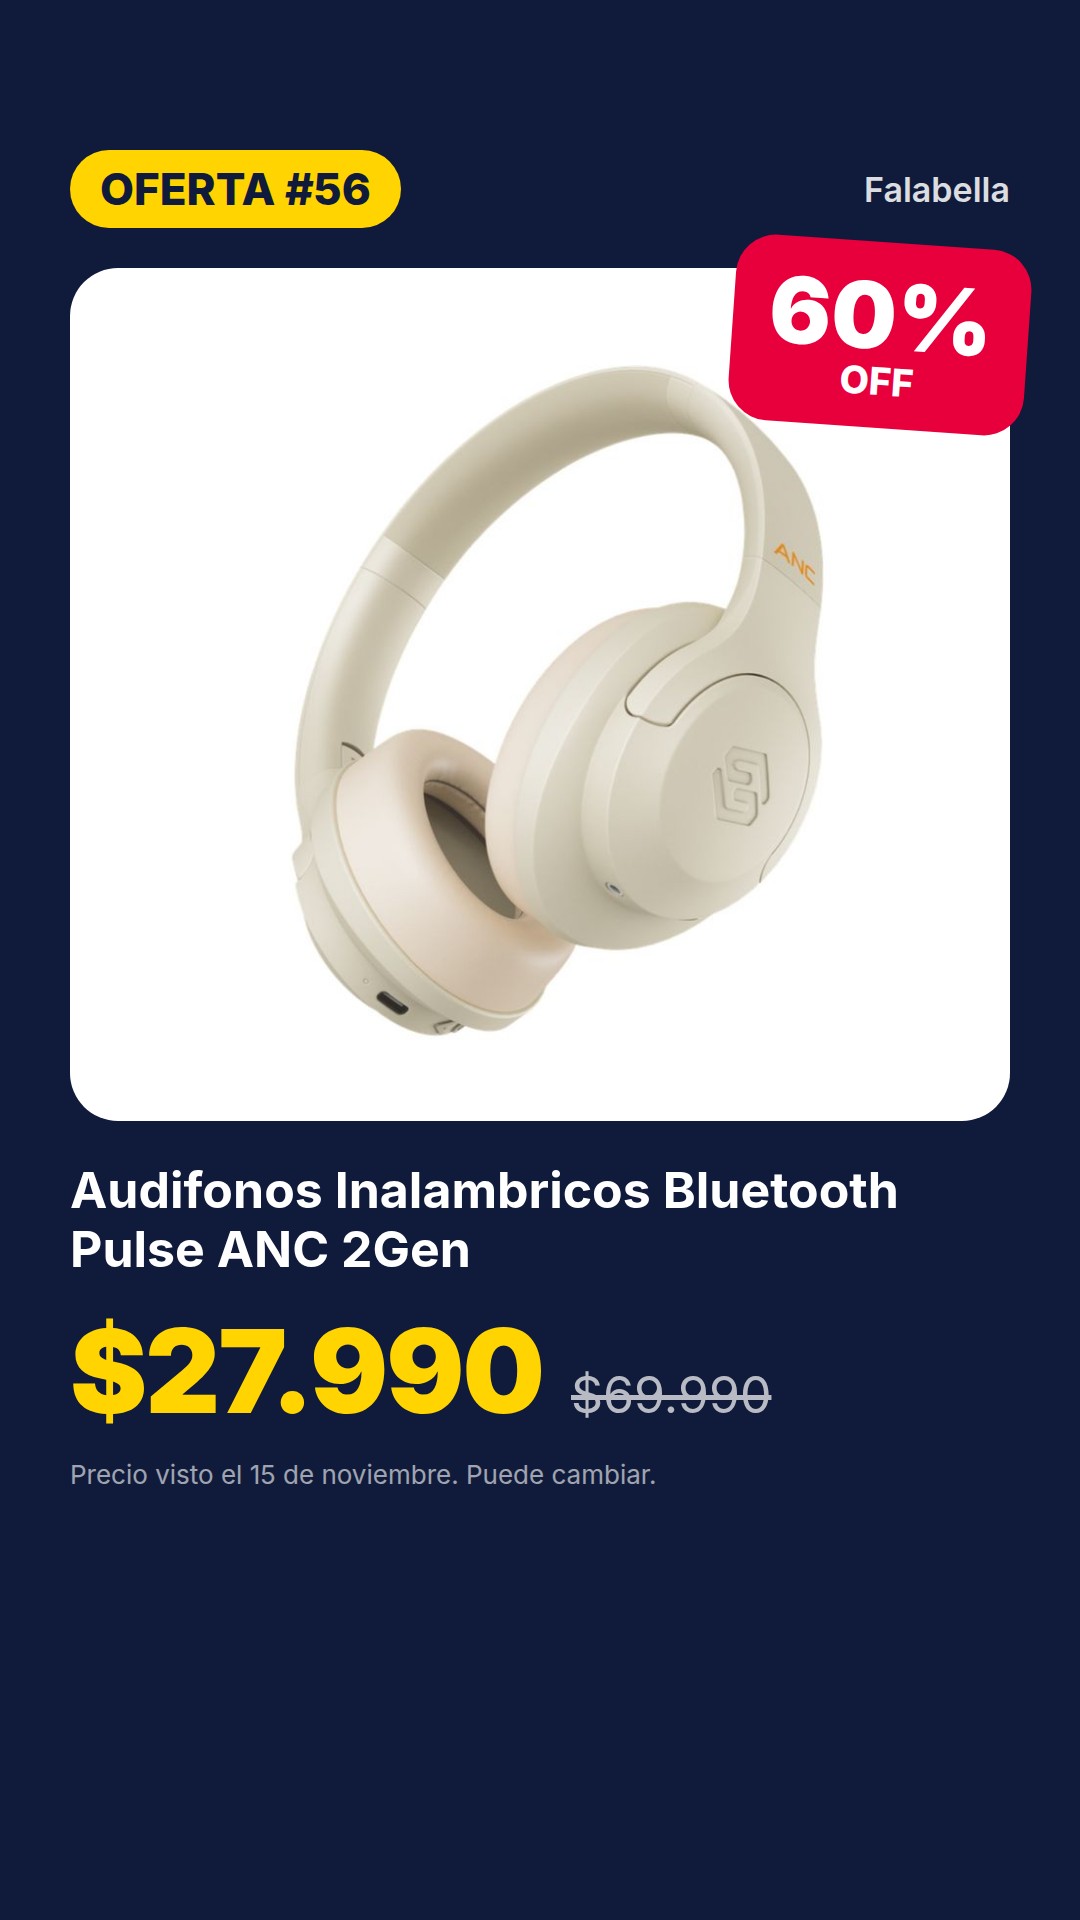 OFERTA #56
Falabella
60%
OFF
ANC
Audifonos Inalambricos Bluetooth
Pulse ANC 2Gen
$27.990 $69.990
Precio visto el 15 de noviembre. Puede cambiar.